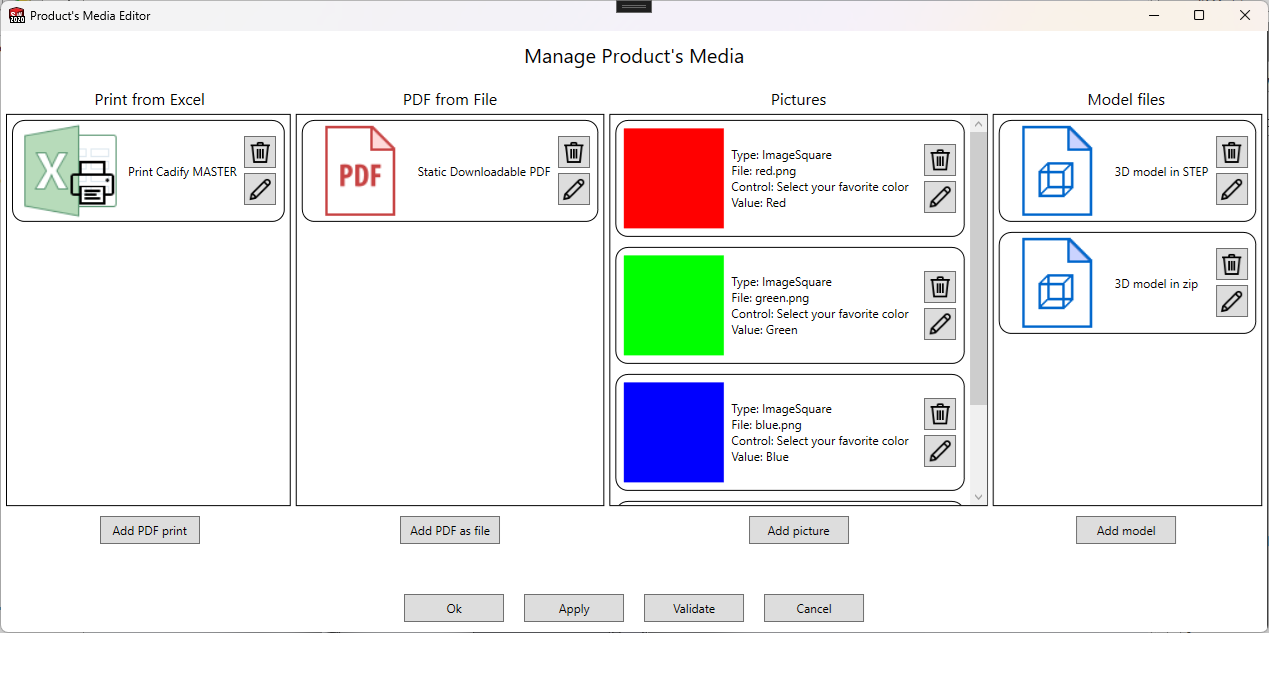 2020
Product's Media Editor
Manage Product's Media
Print from Excel
X
Print Cadify MASTER
Add PDF print
PDF from File
PDF
Static Downloadable PDF
Add PDF as file
Pictures
Type: ImageSquare
File: red.png
Control: Select your favorite color
Value: Red
Type: ImageSquare
File: green.png
Control: Select your favorite color
Value: Green
Type: ImageSquare
File: blue.png
Control: Select your favorite color
Value: Blue
Add picture
Model files
3D model in STEP
3D model in zip
Add model
Ok
Apply
Validate
Cancel